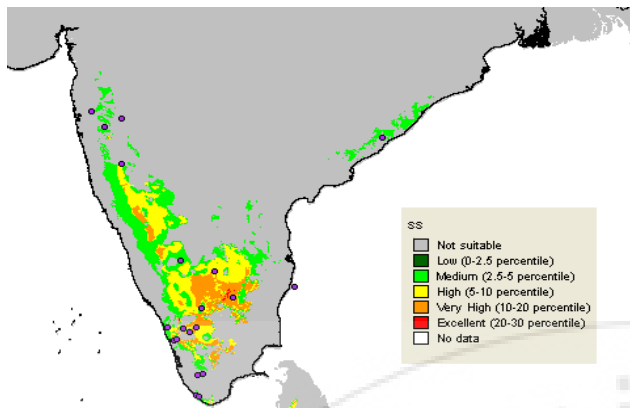 ss
Not suitable
Low (0-2.5 percentile)
Medium (2.5-5 percentile)
High (5-10 percentile)
Very High (10-20 percentile)
Excellent (20-30 percentile)
No data